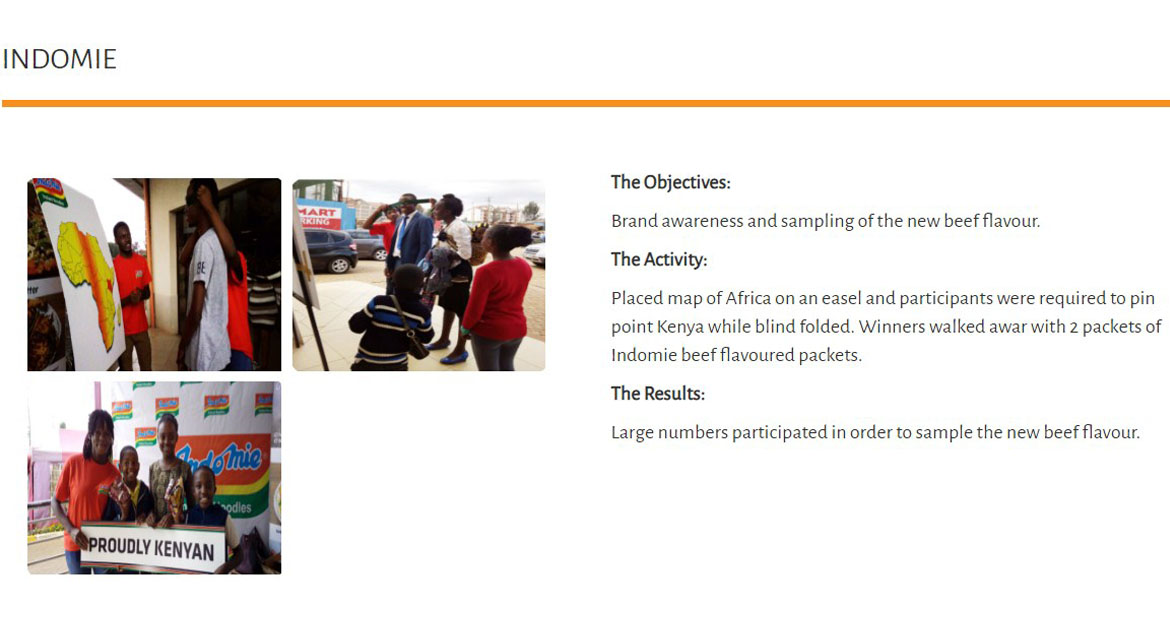 INDOMIE
The Objectives:
Brand awareness and sampling of the new beef flavour.
The Activity:
Placed map of Africa on an easel and participants were required to pin
point Kenya while blind folded. Winners walked awar with 2 packets of
Indomie beef flavoured packets.
The Results:
Large numbers participated in order to sample the new beef flavour.
MART
RKING
BE
Indomie
oodies
PROUDLY KENYAN